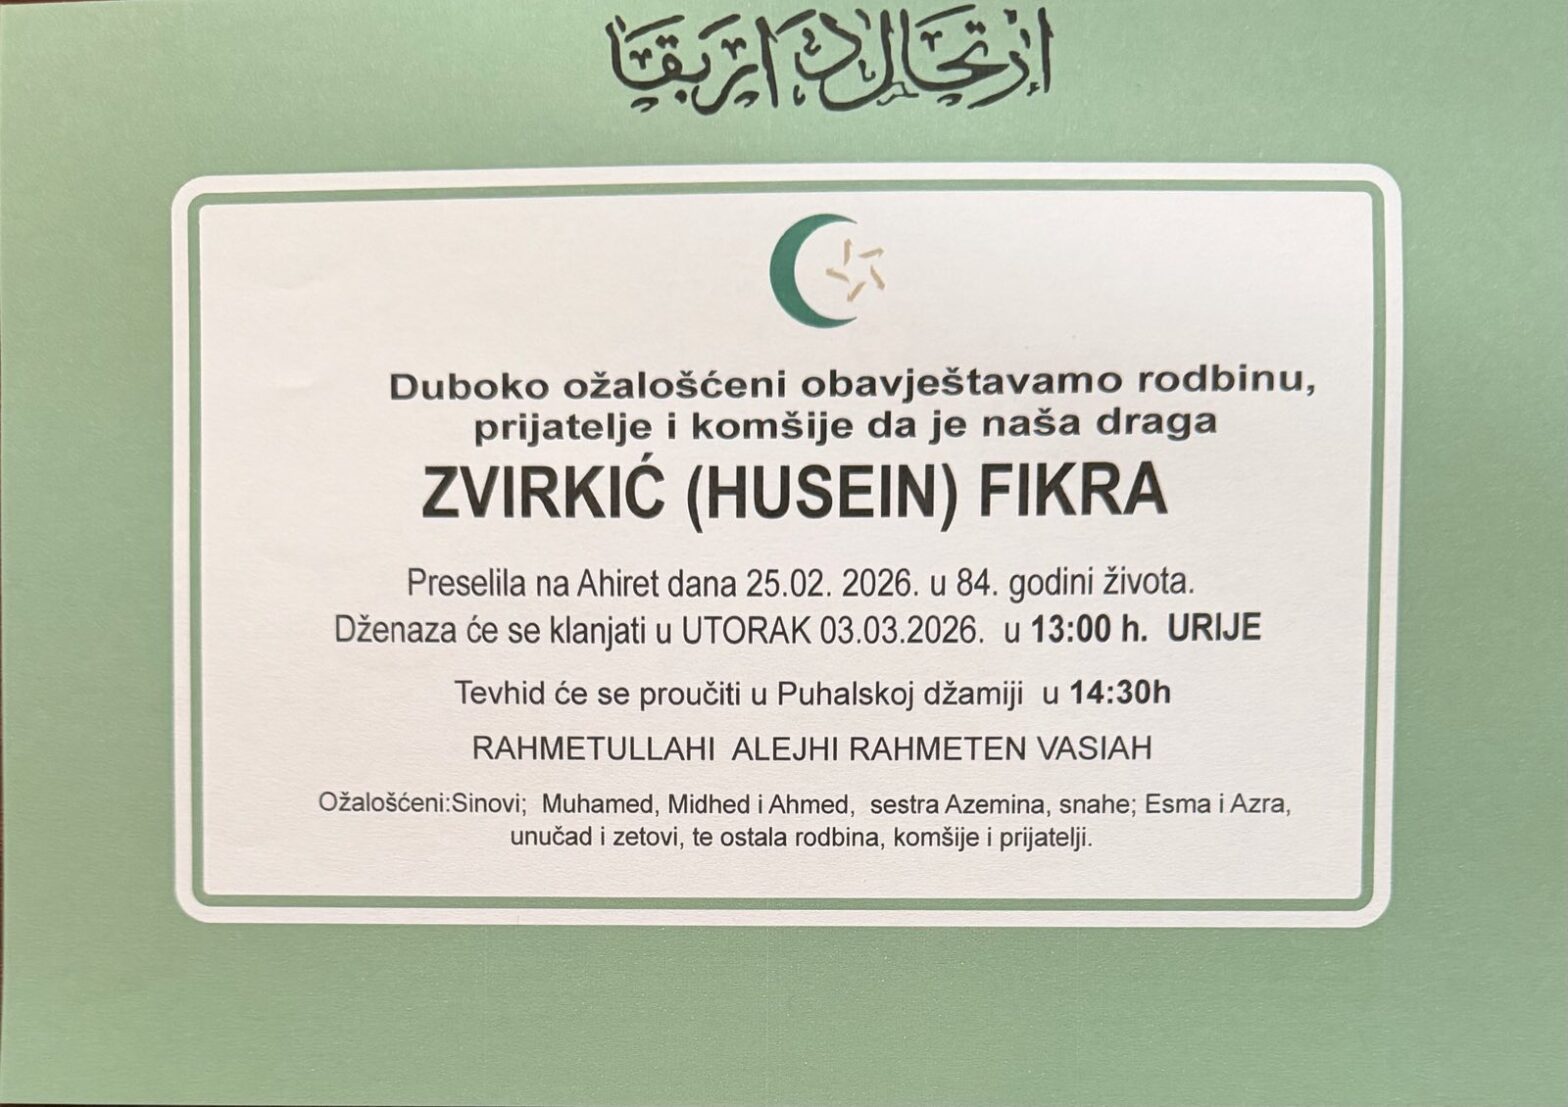 ارتحال دار بقا
Duboko ožalošćeni obavještavamo rodbinu,
prijatelje i komšije da je naša draga
ZVIRKIĆ (HUSEIN) FIKRA
Preselila na Ahiret dana 25.02. 2026. u 84. godini života.
Dženaza će se klanjati u UTORAK 03.03.2026. u 13:00 h. URIJE
Tevhid će se proučiti u Puhalskoj džamiji u 14:30h
RAHMETULLAHI ALEJHI RAHMETEN VASIAH
Ožalošćeni:Sinovi; Muhamed, Midhed i Ahmed, sestra Azemina, snahe; Esma i Azra,
unučad i zetovi, te ostala rodbina, komšije i prijatelji.